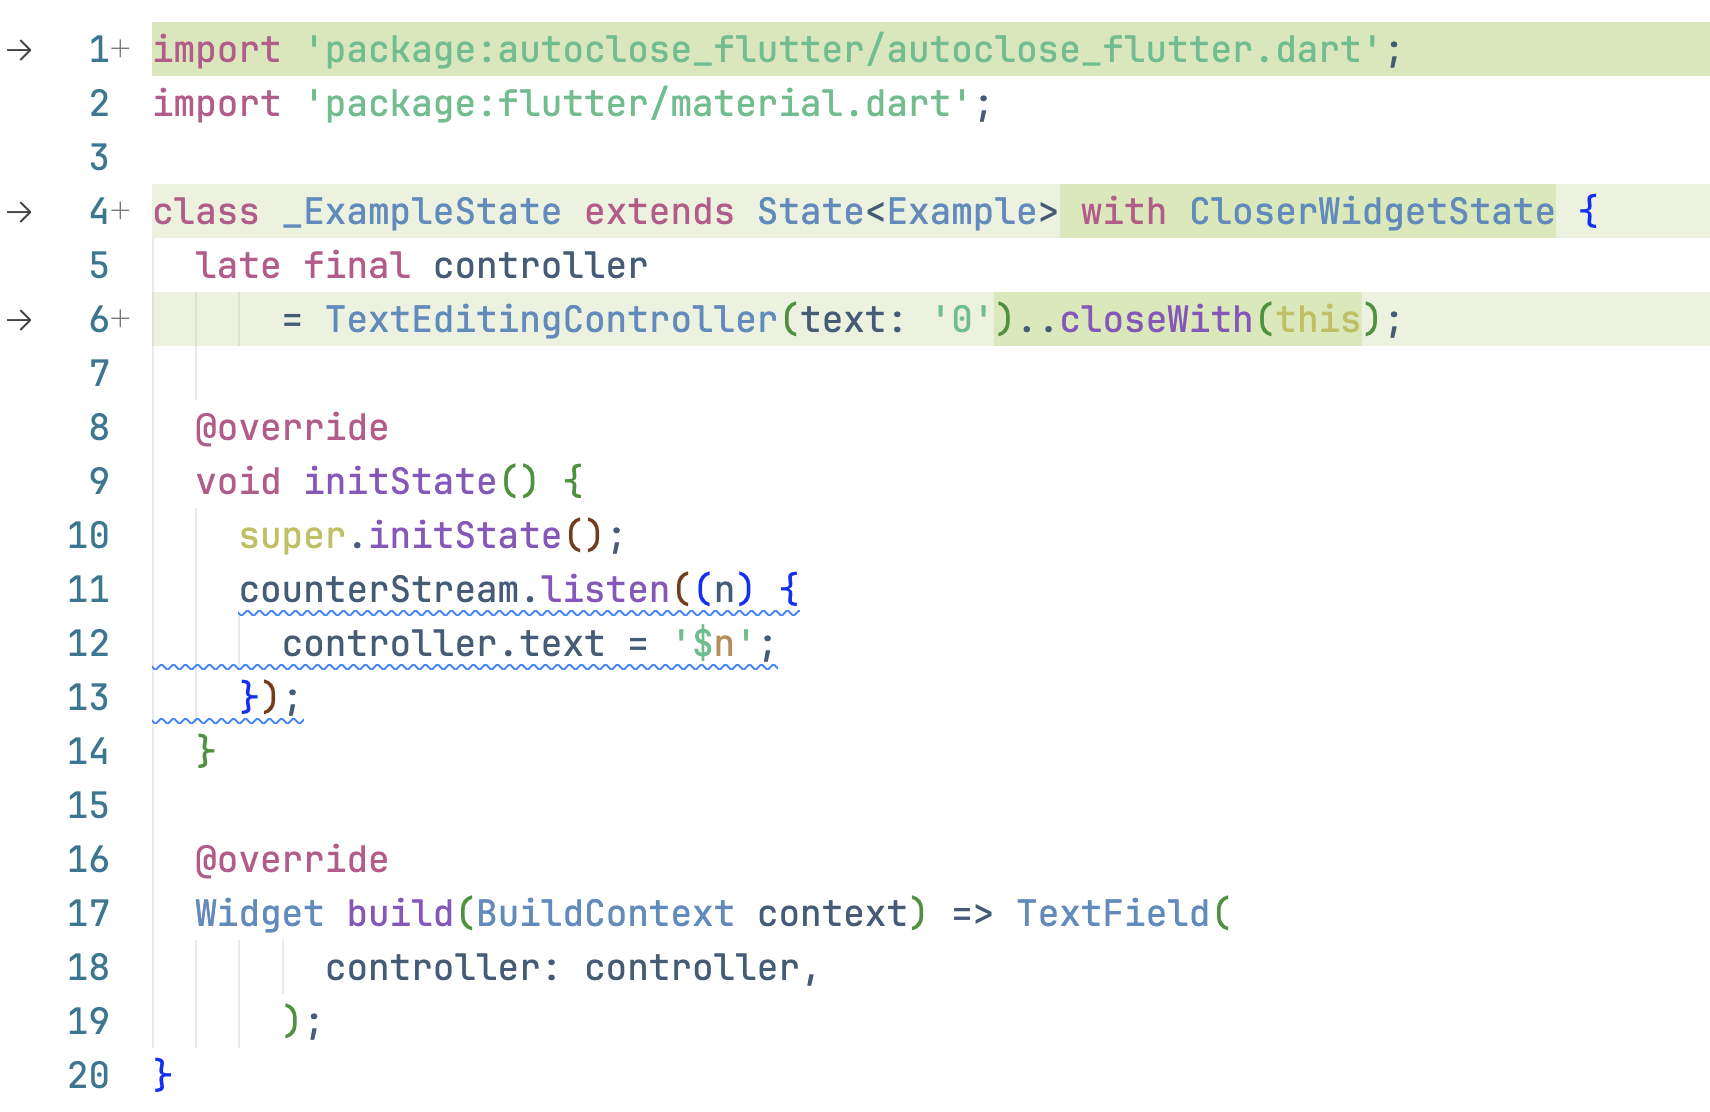 → 1+ import 'package:autoclose_flutter/autoclose_flutter.dart';
2 import 'package:flutter/material.dart';
3
→ 4+ class _ExampleState extends State<Example> with CloserWidgetState {
5   late final controller
→ 6+       = TextEditingController(text: '0')..closeWith(this);
7
8   @override
9   void initState() {
10     super.initState();
11     counterStream.listen((n) {
12       controller.text = '$n';
13     });
14   }
15
16   @override
17   Widget build(BuildContext context) => TextField(
18         controller: controller,
19       );
20 }